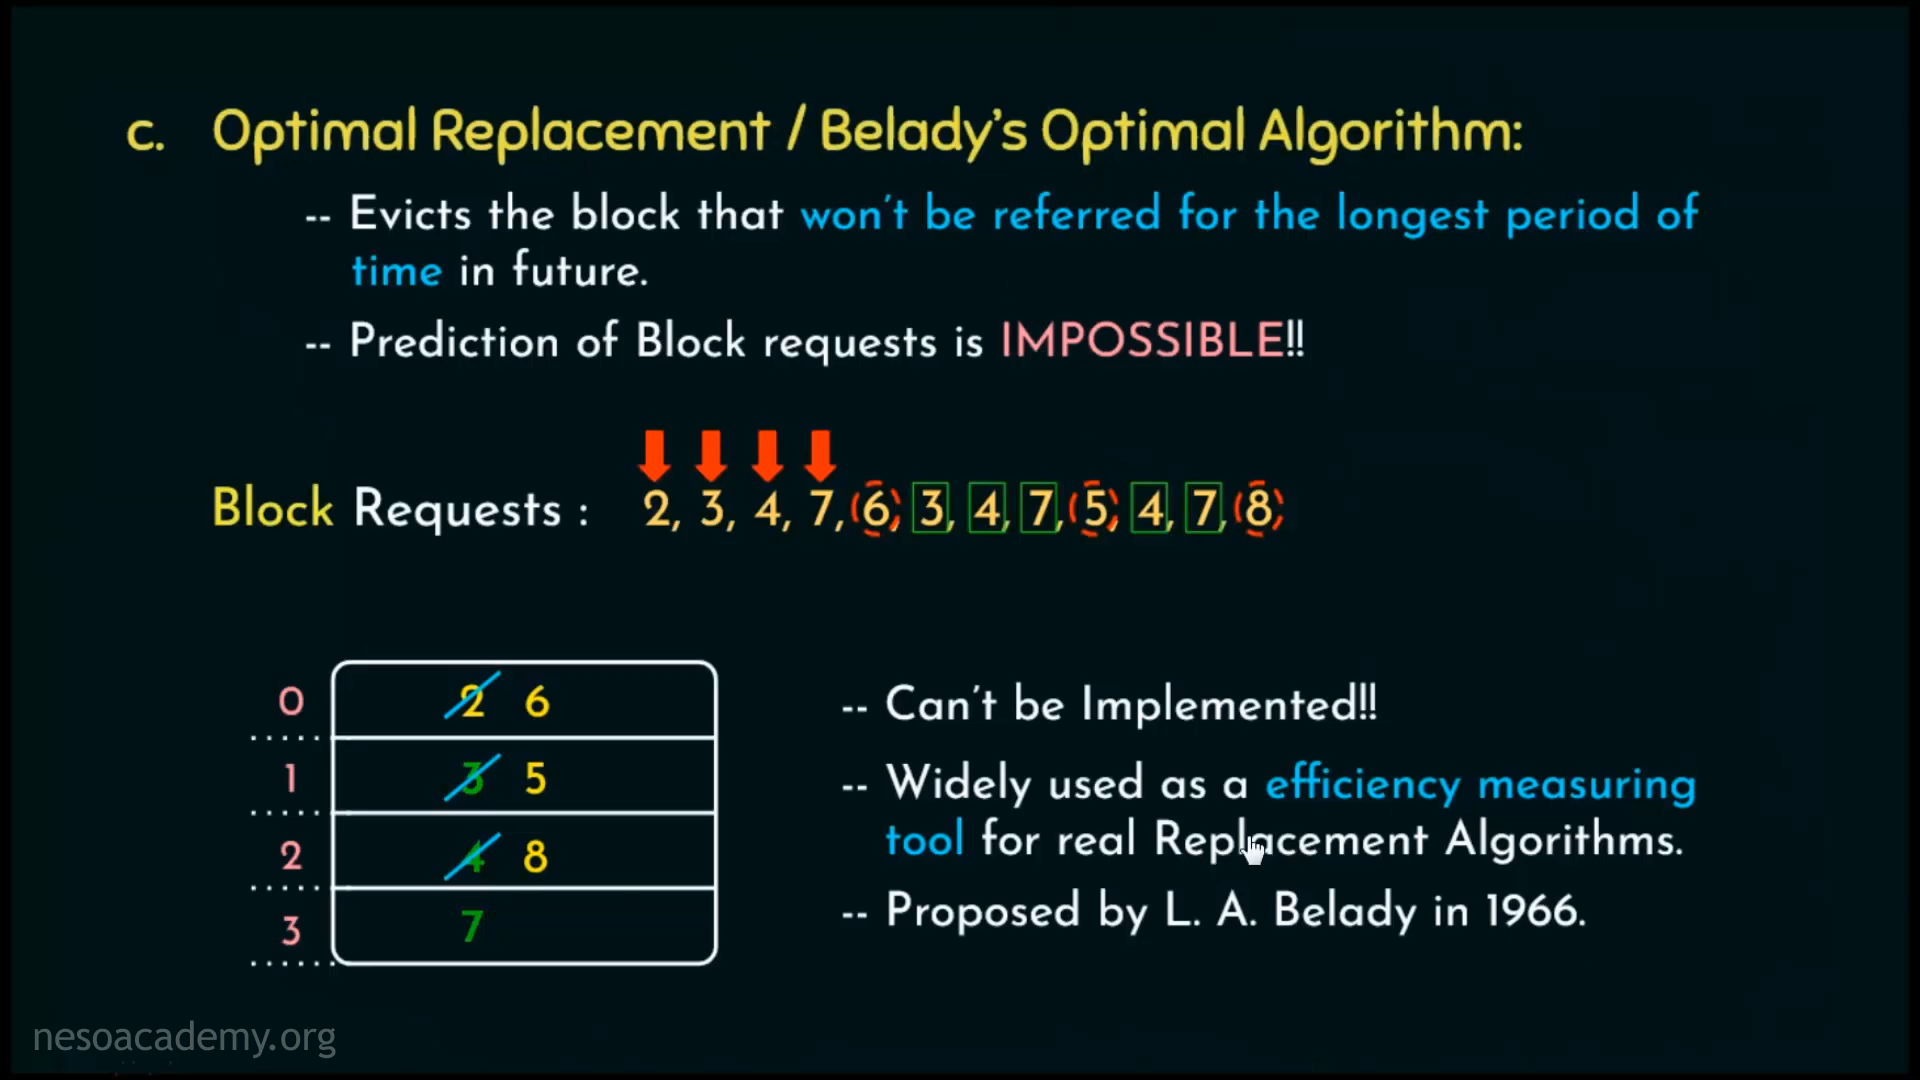 c. Optimal Replacement / Belady's Optimal Algorithm:
-- Evicts the block that won't be referred for the longest period of
time in future.
-- Prediction of Block requests is IMPOSSIBLE!!
Block Requests : 2, 3, 4, 7, 6, 3, 4, 7, 5, 4, 7, 8
0 2 6
1 3 5
2 4 8
3 7
-- Can't be Implemented!!
-- Widely used as a efficiency measuring
tool for real Replacement Algorithms.
-- Proposed by L. A. Belady in 1966.
nesoacademy.org